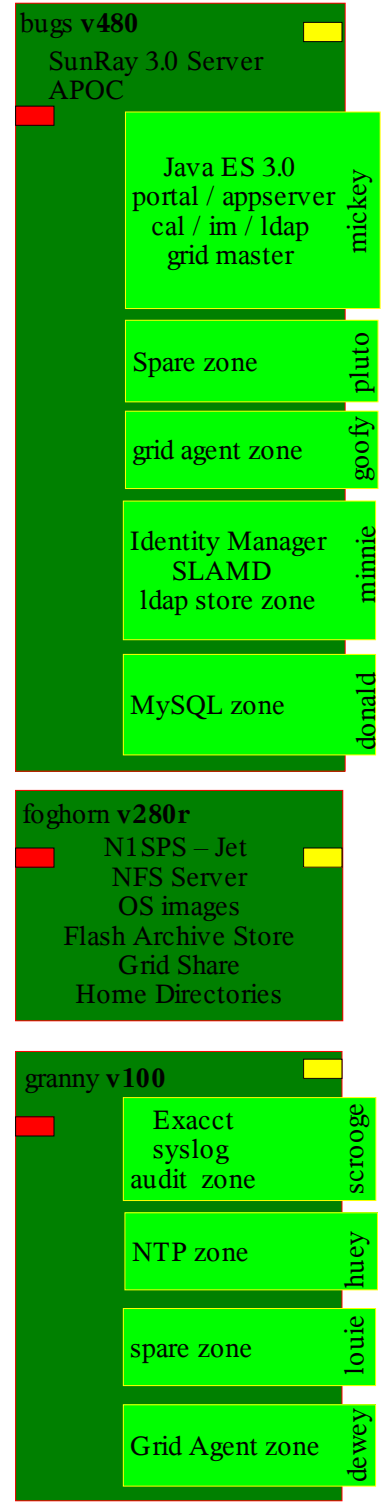 bugs v480
SunRay 3.0 Server
APOC
Java ES 3.0
portal / appserver
cal / im / ldap
grid master
mickey
Spare zone
pluto
grid agent zone
goofy
Identity Manager
SLAMD
ldap store zone
minnie
MySQL zone
donald
foghorn v280r
N1SPS – Jet
NFS Server
OS images
Flash Archive Store
Grid Share
Home Directories
granny v100
Exacct
syslog
audit zone
scrooge
NTP zone
huey
spare zone
louie
Grid Agent zone
dewey